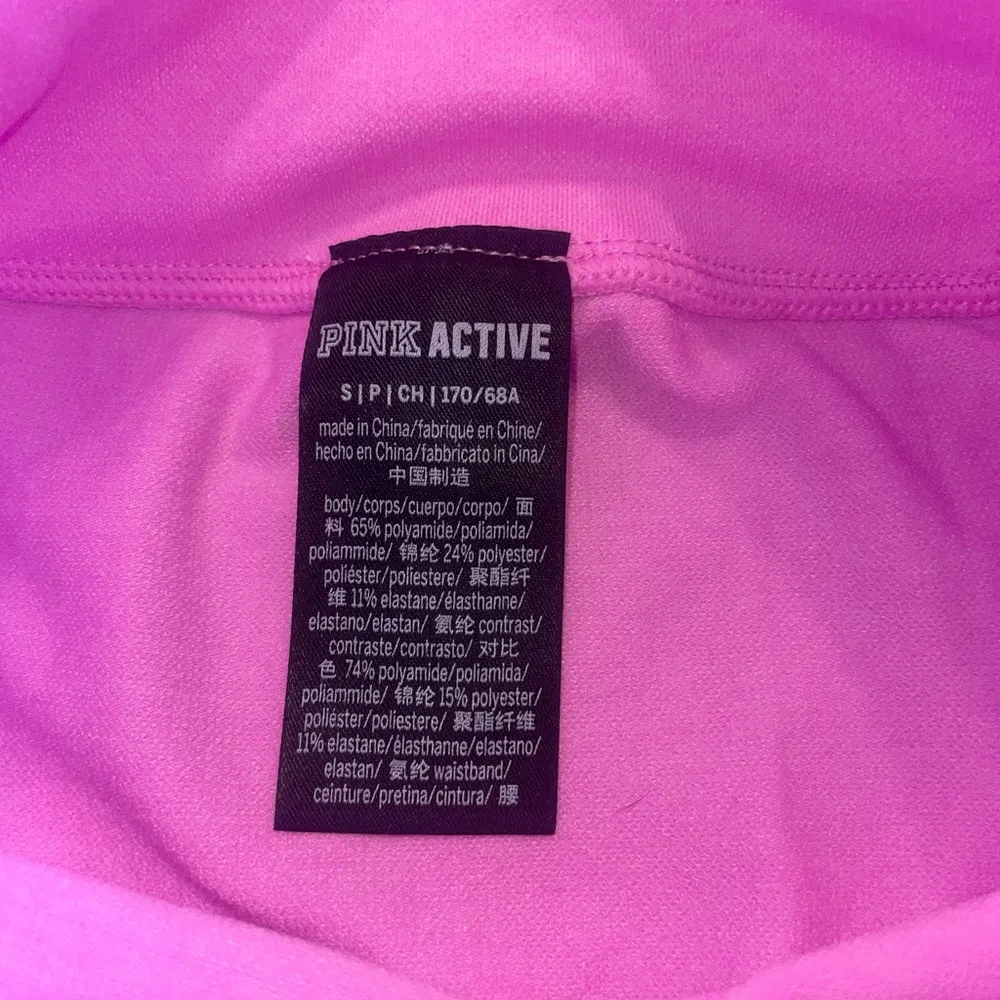 PINK ACTIVE
S | P | CH | 170/68A
made in China/fabriqué en Chine/
hecho en China/fabbricato in Cina/
中国制造
body/corps/cuerpo/corpo/ 面
料 65% polyamide/poliamida/
poliammide/ 锦纶 24% polyester/
poliéster/poliestere/ 聚酯纤
维 11% elastane/élasthanne/
elastano/elastan/ 氨纶 contrast/
contraste/contrasto/ 对比
色 74% polyamide/poliamida/
poliammide/ 锦纶 15% polyester/
poliéster/poliestere/ 聚酯纤维
11% elastane/élasthanne/elastano/
elastan/ 氨纶 waistband/
ceinture/pretina/cintura/ 腰